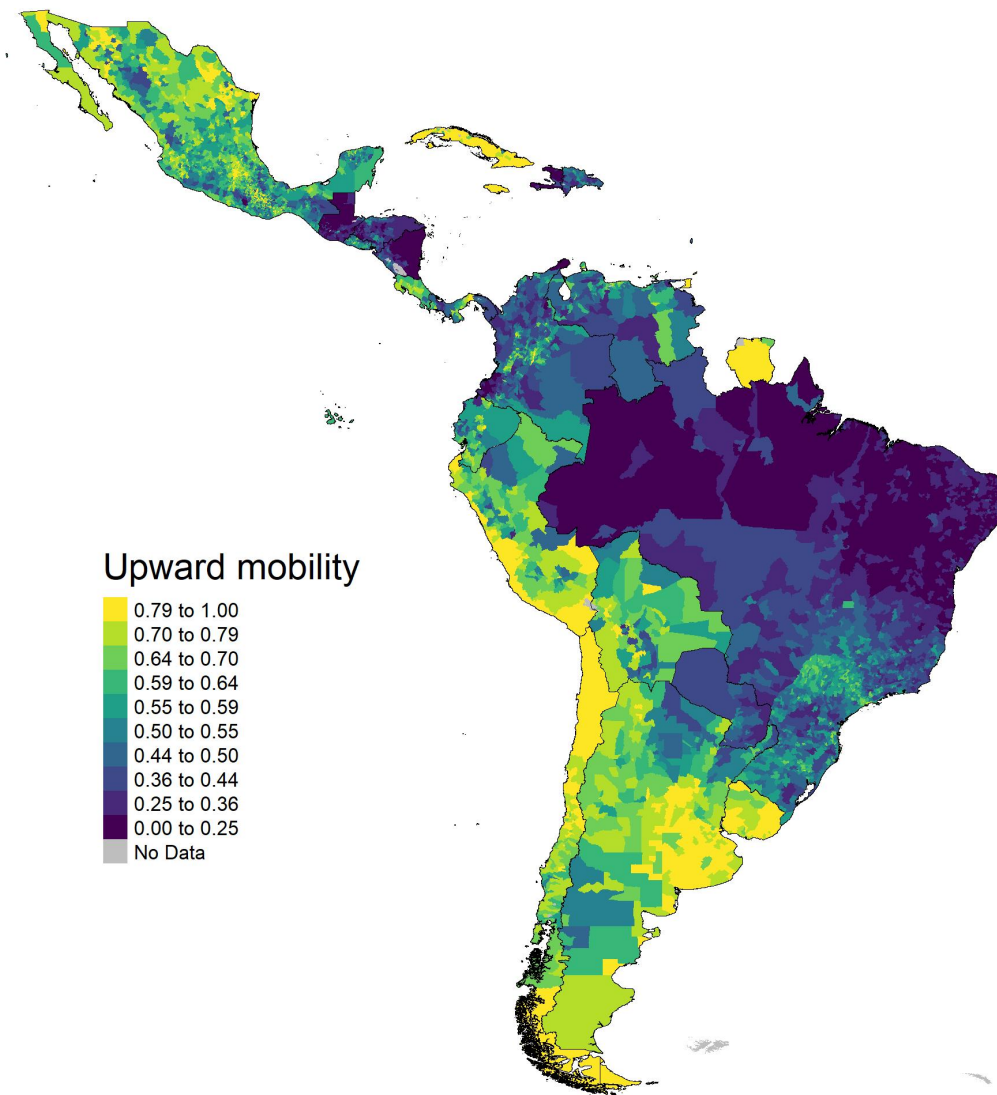 Upward mobility
0.79 to 1.00
0.70 to 0.79
0.64 to 0.70
0.59 to 0.64
0.55 to 0.59
0.50 to 0.55
0.44 to 0.50
0.36 to 0.44
0.25 to 0.36
0.00 to 0.25
No Data